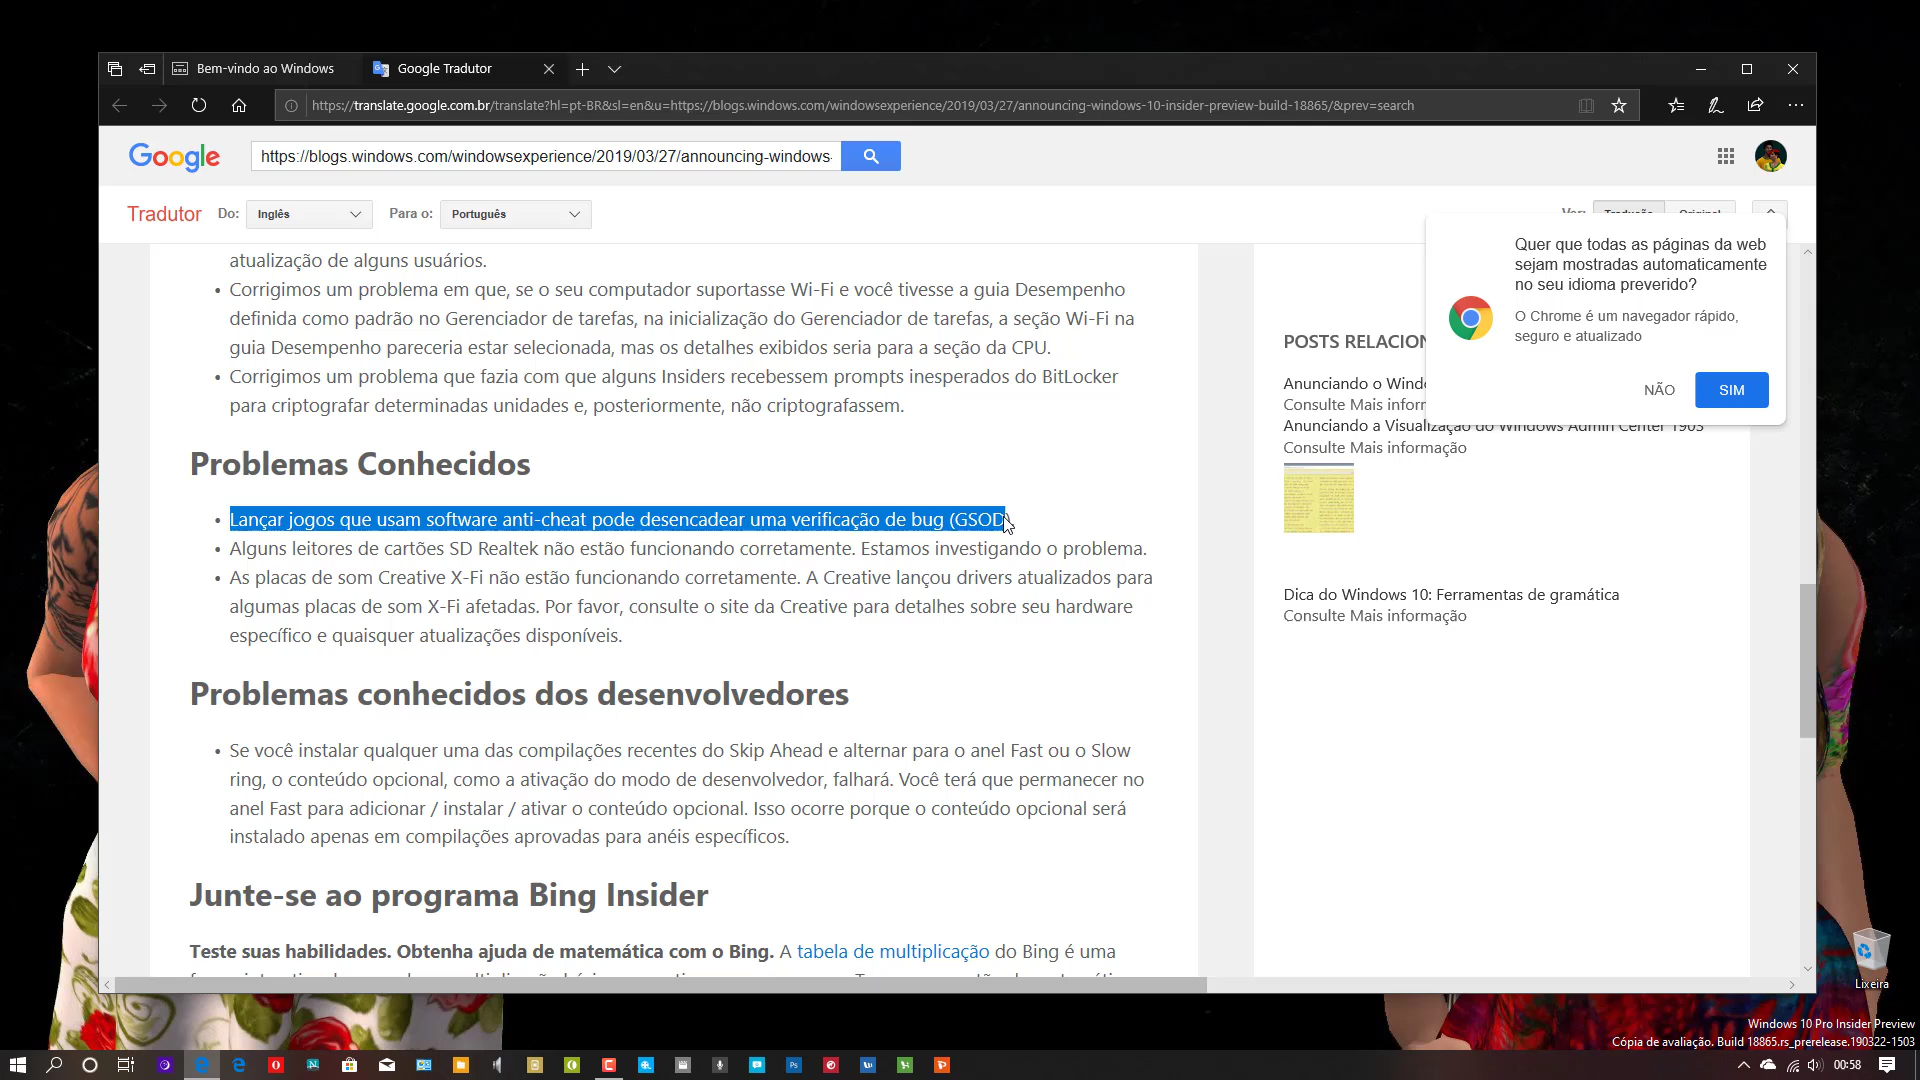 Bem-vindo ao Windows
Google Tradutor
https://translate.google.com.br/translate?hl=pt-BR&sl=en&u=https://blogs.windows.com/windowsexperience/2019/03/27/announcing-windows-10-insider-preview-build-18865/&prev=search
Google
https://blogs.windows.com/windowsexperience/2019/03/27/announcing-windows-
Tradutor Do: Inglês Para o: Português
Ver: Tradução Original
Quer que todas as páginas da web
sejam mostradas automaticamente
no seu idioma preverido?
O Chrome é um navegador rápido,
seguro e atualizado
NÃO SIM
atualização de alguns usuários.
• Corrigimos um problema em que, se o seu computador suportasse Wi-Fi e você tivesse a guia Desempenho
definida como padrão no Gerenciador de tarefas, na inicialização do Gerenciador de tarefas, a seção Wi-Fi na
guia Desempenho pareceria estar selecionada, mas os detalhes exibidos seria para a seção da CPU.
• Corrigimos um problema que fazia com que alguns Insiders recebessem prompts inesperados do BitLocker
para criptografar determinadas unidades e, posteriormente, não criptografassem.
Problemas Conhecidos
• Lançar jogos que usam software anti-cheat pode desencadear uma verificação de bug (GSOD)
• Alguns leitores de cartões SD Realtek não estão funcionando corretamente. Estamos investigando o problema.
• As placas de som Creative X-Fi não estão funcionando corretamente. A Creative lançou drivers atualizados para
algumas placas de som X-Fi afetadas. Por favor, consulte o site da Creative para detalhes sobre seu hardware
específico e quaisquer atualizações disponíveis.
Problemas conhecidos dos desenvolvedores
• Se você instalar qualquer uma das compilações recentes do Skip Ahead e alternar para o anel Fast ou o Slow
ring, o conteúdo opcional, como a ativação do modo de desenvolvedor, falhará. Você terá que permanecer no
anel Fast para adicionar / instalar / ativar o conteúdo opcional. Isso ocorre porque o conteúdo opcional será
instalado apenas em compilações aprovadas para anéis específicos.
Junte-se ao programa Bing Insider
Teste suas habilidades. Obtenha ajuda de matemática com o Bing. A tabela de multiplicação do Bing é uma
POSTS RELACION
Anunciando o Windo
Consulte Mais inforr
Anunciando a Visualização do Windows Admin Center 1903
Consulte Mais informação
Dica do Windows 10: Ferramentas de gramática
Consulte Mais informação
Lixeira
Windows 10 Pro Insider Preview
Cópia de avaliação. Build 18865.rs_prerelease.190322-1503
00:58